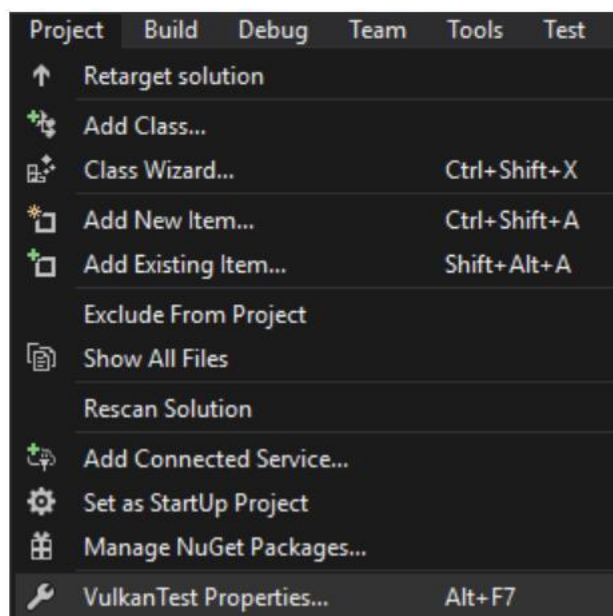 Project Build Debug Team Tools Test
Retarget solution
Add Class...
Class Wizard... Ctrl+Shift+X
Add New Item... Ctrl+Shift+A
Add Existing Item... Shift+Alt+A
Exclude From Project
Show All Files
Rescan Solution
Add Connected Service...
Set as StartUp Project
Manage NuGet Packages...
VulkanTest Properties... Alt+F7